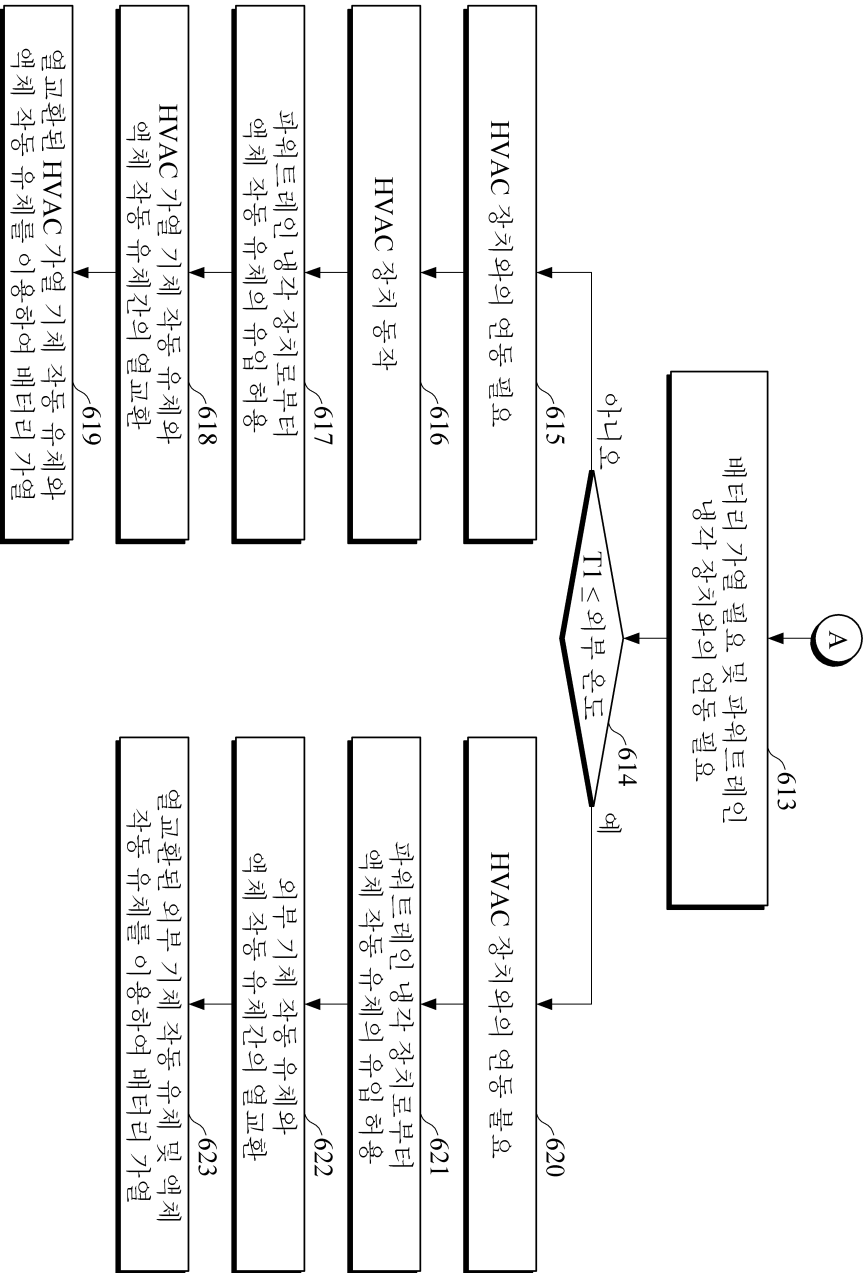 A
배터리 가열 필요 및 파워트레인
냉각 장치와의 연동 필요
613
T1 ≤ 외부 온도
614
아니요
예
HVAC 장치와의 연동 필요
615
HVAC 장치 동작
616
파워트레인 냉각 장치로부터
액체 작동 유체의 유입 허용
617
HVAC 가열 기체 작동 유체와
액체 작동 유체간의 열교환
618
열교환된 HVAC 가열 기체 작동 유체와
액체 작동 유체를 이용하여 배터리 가열
619
HVAC 장치와의 연동 불요
620
파워트레인 냉각 장치로부터
액체 작동 유체의 유입 허용
621
외부 기체 작동 유체와
액체 작동 유체간의 열교환
622
열교환된 외부 기체 작동 유체 및 액체
작동 유체를 이용하여 배터리 가열
623